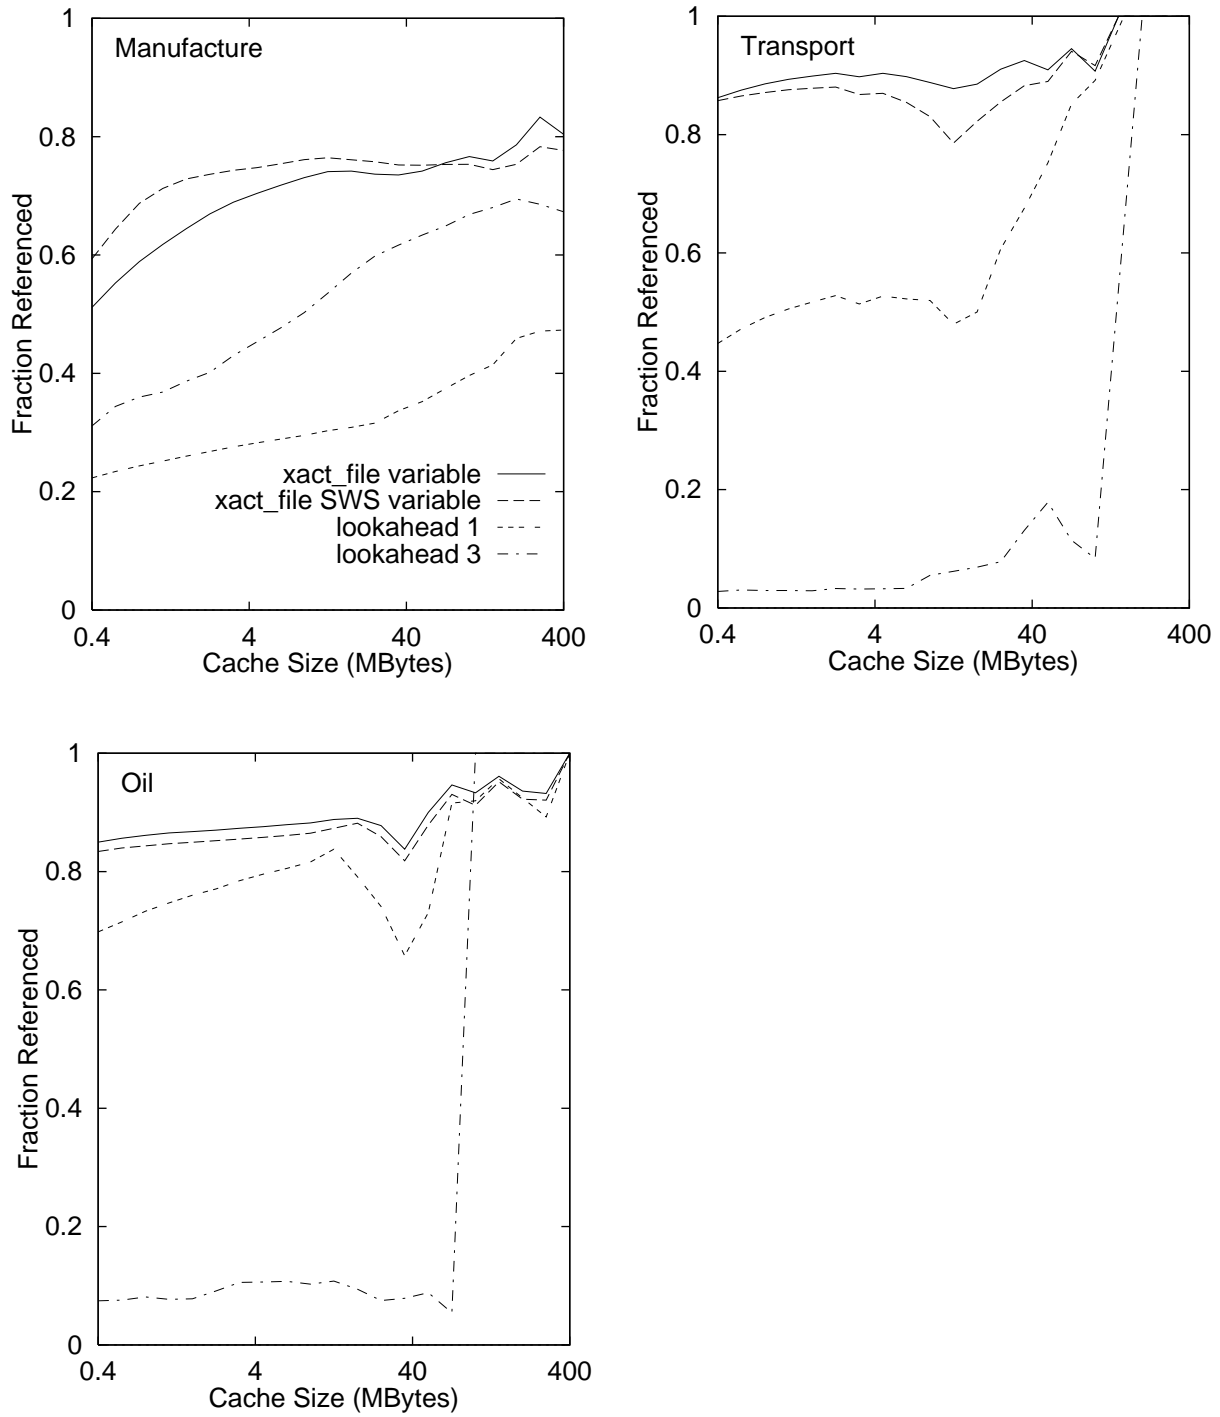 Manufacture
1
0.8
0.6
0.4
0.2
0
Fraction Referenced
xact_file variable
xact_file SWS variable
lookahead 1
lookahead 3
0.4 4 40 400
Cache Size (MBytes)
Transport
1
0.8
0.6
0.4
0.2
0
Fraction Referenced
0.4 4 40 400
Cache Size (MBytes)
Oil
1
0.8
0.6
0.4
0.2
0
Fraction Referenced
0.4 4 40 400
Cache Size (MBytes)